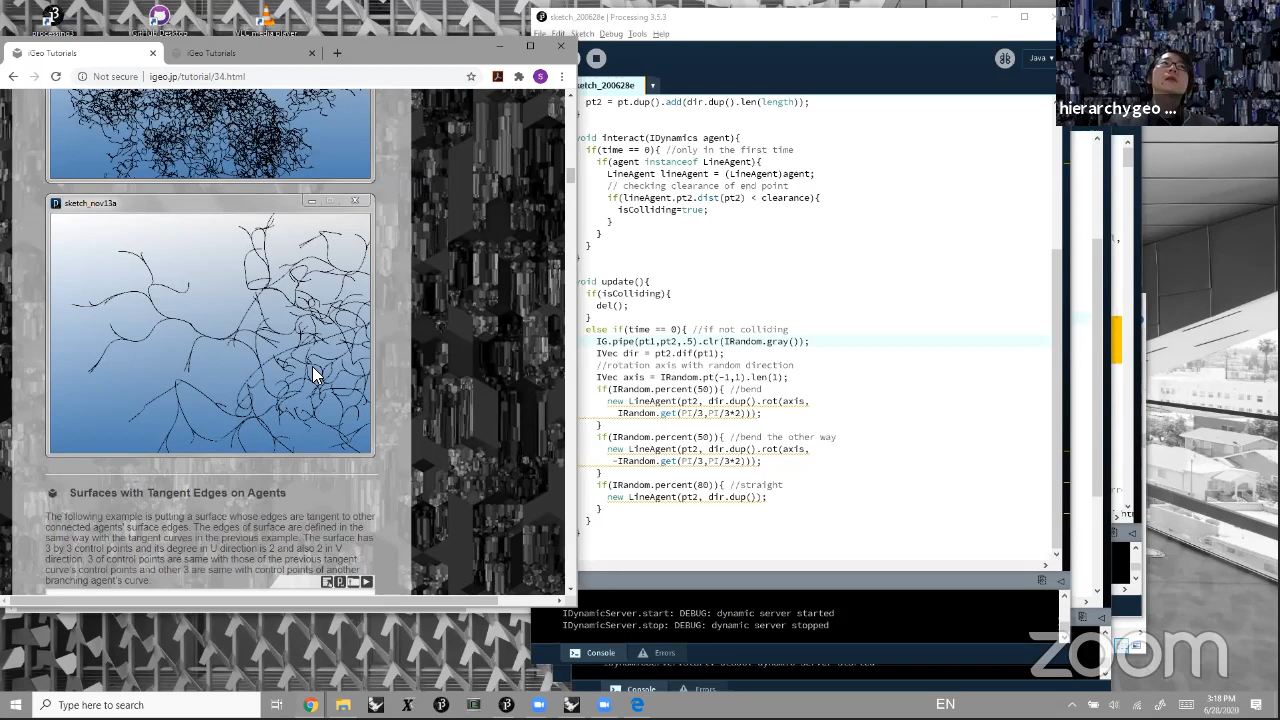 processing3
GitHub Desktop
VLC media player
iGeo Tutorials
iGeo Tutorials
Not secure | igeo.jp/tutorial/34.html
sketch_nov13a
Surfaces with Tangent Edges on Agents
The following example is putting a surface whose edges are tangent to other
connected agents' surface edges. The edges of surface are defined in the
same way with the tangent curves in the previous example. The surface has
3 by 3 control points and its degree in U direction is 2 and also 2 in V
direction. 3 of control points are same with those of the previous tangent
curve's control points and other 3 are same with control points of another
branching agent's curve.
sketch_200628e | Processing 3.5.3
File Edit Sketch Debug Tools Help
Java
sketch_200628e
pt2 = pt.dup().add(dir.dup().len(length));
}
void interact(IDynamics agent){
if(time == 0){ //only in the first time
if(agent instanceof LineAgent){
LineAgent lineAgent = (LineAgent)agent;
// checking clearance of end point
if(lineAgent.pt2.dist(pt2) < clearance){
isColliding=true;
}
}
}
}
void update(){
if(isColliding){
del();
}
else if(time == 0){ //if not colliding
IG.pipe(pt1,pt2,.5).clr(IRandom.gray());
IVec dir = pt2.dif(pt1);
//rotation axis with random direction
IVec axis = IRandom.pt(-1,1).len(1);
if(IRandom.percent(50)){ //bend
new LineAgent(pt2, dir.dup().rot(axis,
IRandom.get(PI/3,PI/3*2)));
}
if(IRandom.percent(50)){ //bend the other way
new LineAgent(pt2, dir.dup().rot(axis,
-IRandom.get(PI/3,PI/3*2)));
}
if(IRandom.percent(80)){ //straight
new LineAgent(pt2, dir.dup());
}
}
}
IDynamicServer.start: DEBUG: dynamic server started
IDynamicServer.stop: DEBUG: dynamic server stopped
Console
Errors
Console
Errors
hierarchygeo ...
zoom
Type here to search
EN
3:18 PM
6/28/2020